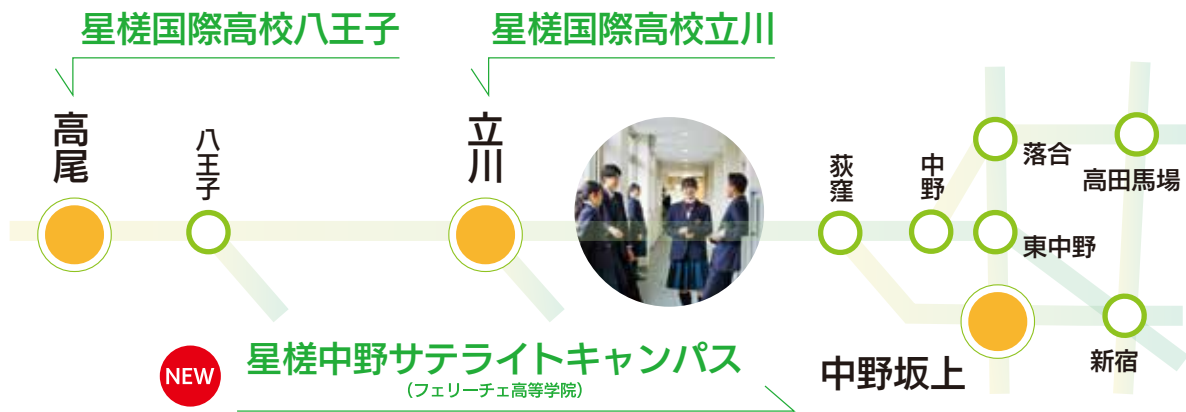 星槎国際高校八王子
星槎国際高校立川
高尾
八王子
立川
荻窪
中野
落合
高田馬場
東中野
新宿
中野坂上
NEW
星槎中野サテライトキャンパス
（フェリーチェ高等学院）